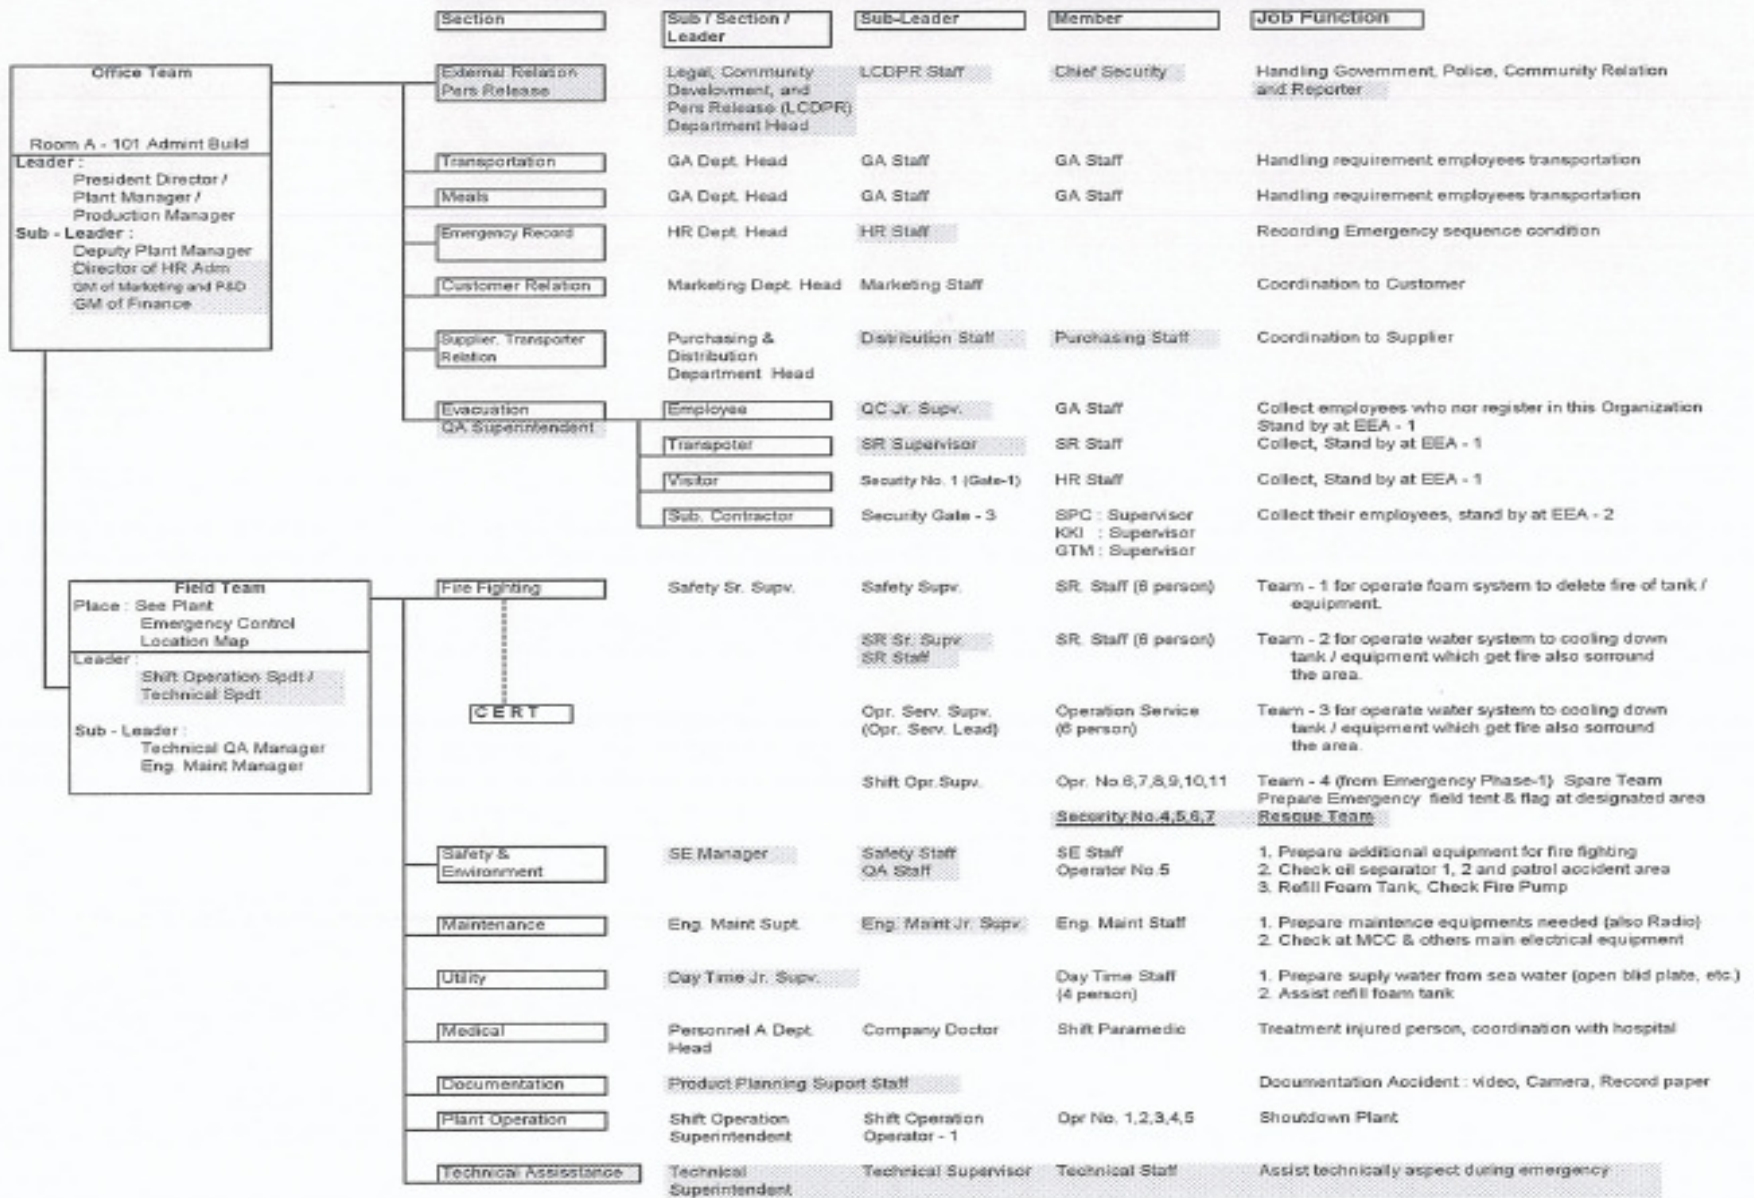 Section
Sub / Section /
Leader
Sub-Leader
Member
Job Function
Office Team
Room A - 101 Admint Build
Leader :
President Director /
Plant Manager /
Production Manager
Sub - Leader :
Deputy Plant Manager
Director of HR Adm
GM of Marketing and P&D
GM of Finance
External Relation
Pers Release
Legal, Community
Develovment, and
Pers Release (LCDPR)
Department Head
LCDPR Staff
Chief Security
Handling Government, Police, Community Relation
and Reporter
Transportation
GA Dept. Head
GA Staff
GA Staff
Handling requirement employees transportation
Meals
GA Dept. Head
GA Staff
GA Staff
Handling requirement employees transportation
Emergency Record
HR Dept. Head
HR Staff
Recording Emergency sequence condition
Customer Relation
Marketing Dept. Head
Marketing Staff
Coordination to Customer
Supplier, Transporter
Relation
Purchasing &
Distribution
Department Head
Distribution Staff
Purchasing Staff
Coordination to Supplier
Evacuation
QA Superintendent
Employee
QC Jr. Supv.
GA Staff
Collect employees who nor register in this Organization
Stand by at EEA - 1
Transpoter
SR Supervisor
SR Staff
Collect, Stand by at EEA - 1
Visitor
Security No. 1 (Gate-1)
HR Staff
Collect, Stand by at EEA - 1
Sub. Contractor
Security Gate - 3
SPC : Supervisor
KKI : Supervisor
GTM : Supervisor
Collect their employees, stand by at EEA - 2
Field Team
Place : See Plant
Emergency Control
Location Map
Leader :
Shift Operation Spdt /
Technical Spdt
Sub - Leader :
Technical QA Manager
Eng. Maint Manager
Fire Fighting
CERT
Safety Sr. Supv.
Safety Supv.
SR. Staff (6 person)
Team - 1 for operate foam system to delete fire of tank /
equipment.
SR Sr. Supv.
SR Staff
SR. Staff (6 person)
Team - 2 for operate water system to cooling down
tank / equipment which get fire also sorround
the area.
Opr. Serv. Supv.
(Opr. Serv. Lead)
Operation Service
(6 person)
Team - 3 for operate water system to cooling down
tank / equipment which get fire also sorround
the area.
Shift Opr.Supv.
Opr. No.6,7,8,9,10,11
Team - 4 (from Emergency Phase-1) Spare Team
Prepare Emergency field tent & flag at designated area
Security No.4,5,6,7
Resque Team
Safety &
Environment
SE Manager
Safety Staff
QA Staff
SE Staff
Operator No.5
1. Prepare additional equipment for fire fighting
2. Check oil separator 1, 2 and patrol accident area
3. Refill Foam Tank, Check Fire Pump
Maintenance
Eng. Maint Supt.
Eng. Maint Jr. Supv.
Eng. Maint Staff
1. Prepare maintence equipments needed (also Radio)
2. Check at MCC & others main electrical equipment
Utility
Day Time Jr. Supv.
Day Time Staff
(4 person)
1. Prepare suply water from sea water (open blid plate, etc.)
2. Assist refill foam tank
Medical
Personnel A Dept.
Head
Company Doctor
Shift Paramedic
Treatment injured person, coordination with hospital
Documentation
Product Planning Suport Staff
Documentation Accident : video, Camera, Record paper
Plant Operation
Shift Operation
Superintendent
Shift Operation
Operator - 1
Opr No. 1,2,3,4,5
Shoutdown Plant
Technical Assisstance
Technical
Superintendent
Technical Supervisor
Technical Staff
Assist technically aspect during emergency